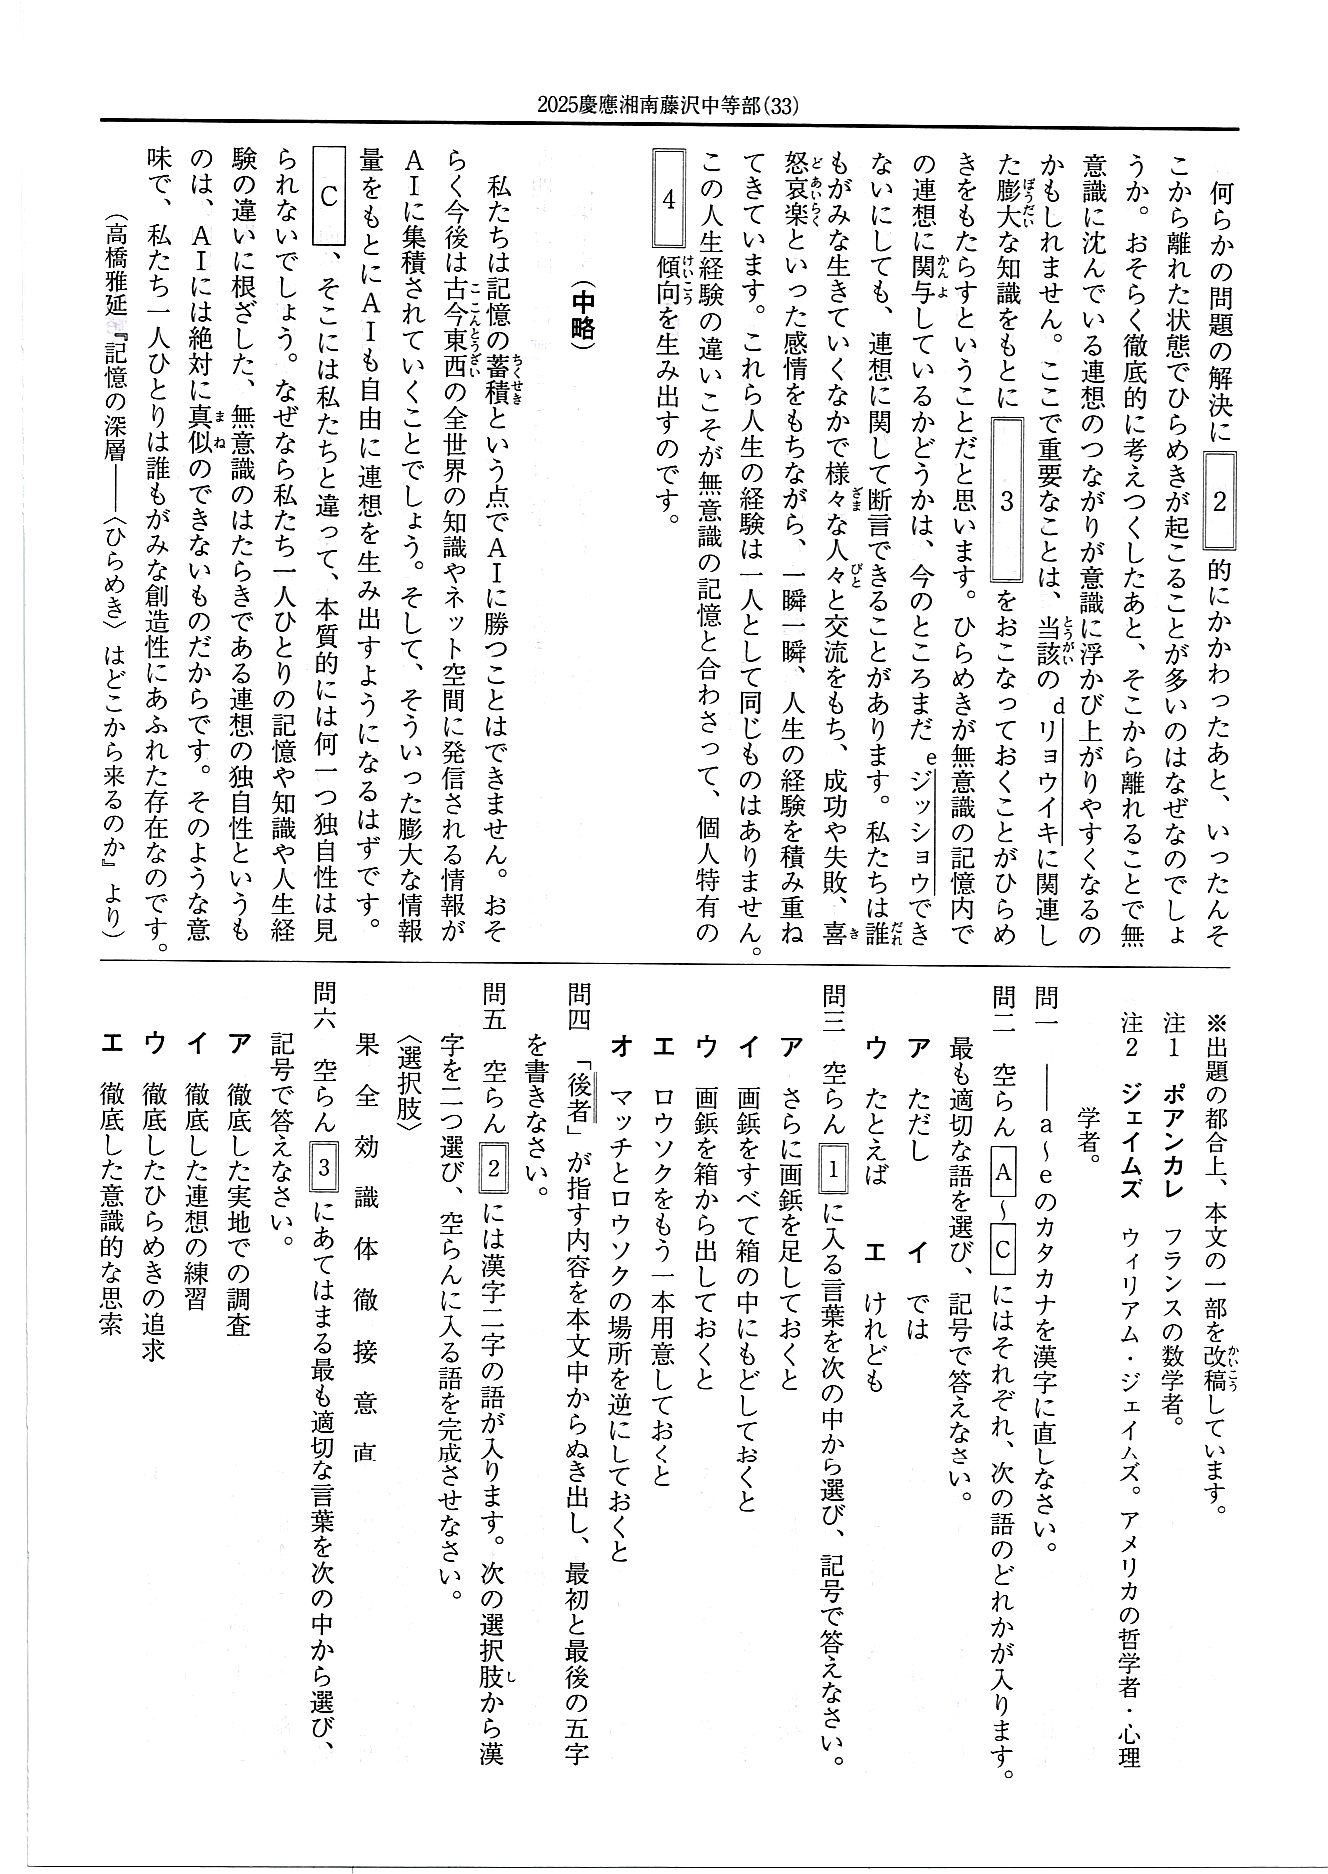 2025慶應湘南藤沢中等部(33)
何らかの問題の解決に 2 的にかかわったあと、いったんそ
こから離れた状態でひらめきが起こることが多いのはなぜなのでしょ
うか。おそらく徹底的に考えつくしたあと、そこから離れることで無
意識に沈んでいる連想のつながりが意識に浮かび上がりやすくなるの
かもしれません。ここで重要なことは、当該のdリョウイキに関連し
た膨大な知識をもとに 3 をおこなっておくことがひらめ
きをもたらすということだと思います。ひらめきが無意識の記憶内で
の連想に関与しているかどうかは、今のところまだeジッショウでき
ないにしても、連想に関して断言できることがあります。私たちは誰
もがみな生きていくなかで様々な人々と交流をもち、成功や失敗、喜
怒哀楽といった感情をもちながら、一瞬一瞬、人生の経験を積み重ね
てきています。これら人生の経験は一人として同じものはありません。
この人生経験の違いこそが無意識の記憶と合わさって、個人特有の
4 傾向を生み出すのです。
(中略)
私たちは記憶の蓄積という点でAIに勝つことはできません。おそ
らく今後は古今東西の全世界の知識やネット空間に発信される情報が
AIに集積されていくことでしょう。そして、そういった膨大な情報
量をもとにAIも自由に連想を生み出すようになるはずです。
C 、そこには私たちと違って、本質的には何一つ独自性は見
られないでしょう。なぜなら私たち一人ひとりの記憶や知識や人生経
験の違いに根ざした、無意識のはたらきである連想の独自性というも
のは、AIには絶対に真似のできないものだからです。そのような意
味で、私たち一人ひとりは誰もがみな創造性にあふれた存在なのです。
(高橋雅延『記憶の深層――〈ひらめき〉はどこから来るのか』より)
※出題の都合上、本文の一部を改稿しています。
注1 ポアンカレ フランスの数学者。
注2 ジェイムズ ウィリアム・ジェイムズ。アメリカの哲学者・心理
学者。
問一 ――a〜eのカタカナを漢字に直しなさい。
問二 空らん A 〜 C にはそれぞれ、次の語のどれかが入ります。
最も適切な語を選び、記号で答えなさい。
ア ただし イ では
ウ たとえば エ けれども
問三 空らん 1 に入る言葉を次の中から選び、記号で答えなさい。
ア さらに画鋲を足しておくと
イ 画鋲をすべて箱の中にもどしておくと
ウ 画鋲を箱から出しておくと
エ ロウソクをもう一本用意しておくと
オ マッチとロウソクの場所を逆にしておくと
問四 「後者」が指す内容を本文中からぬき出し、最初と最後の五字
を書きなさい。
問五 空らん 2 には漢字二字の語が入ります。次の選択肢から漢
字を二つ選び、空らんに入る語を完成させなさい。
〈選択肢〉
果 全 効 識 体 徹 接 意 直
問六 空らん 3 にあてはまる最も適切な言葉を次の中から選び、
記号で答えなさい。
ア 徹底した実地での調査
イ 徹底した連想の練習
ウ 徹底したひらめきの追求
エ 徹底した意識的な思索